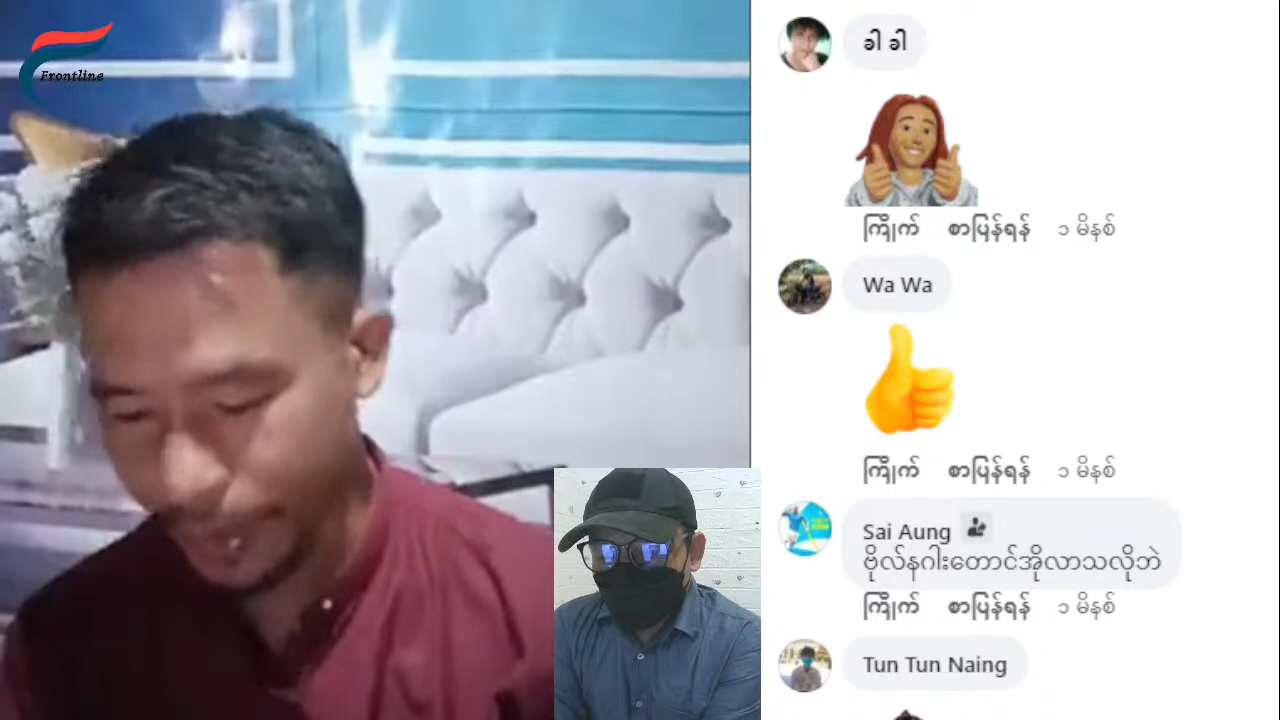 Frontline
ခါ ခါ
ကြိုက် စာပြန်ရန် ၁ မိနစ်
Wa Wa
ကြိုက် စာပြန်ရန် ၁ မိနစ်
Sai Aung
ဗိုလ်နဂါးတောင်အိုလာသလိုဘဲ
ကြိုက် စာပြန်ရန် ၁ မိနစ်
Tun Tun Naing